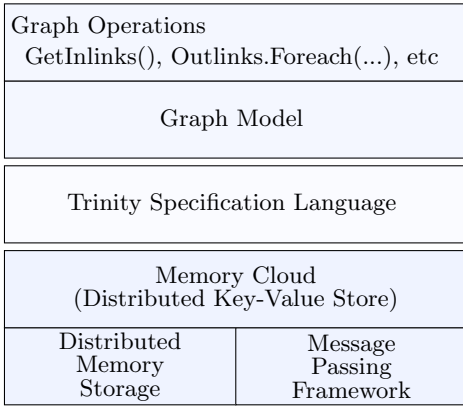 Graph Operations
GetInlinks(), Outlinks.Foreach(...), etc
Graph Model
Trinity Specification Language
Memory Cloud
(Distributed Key-Value Store)
Distributed
Memory
Storage
Message
Passing
Framework